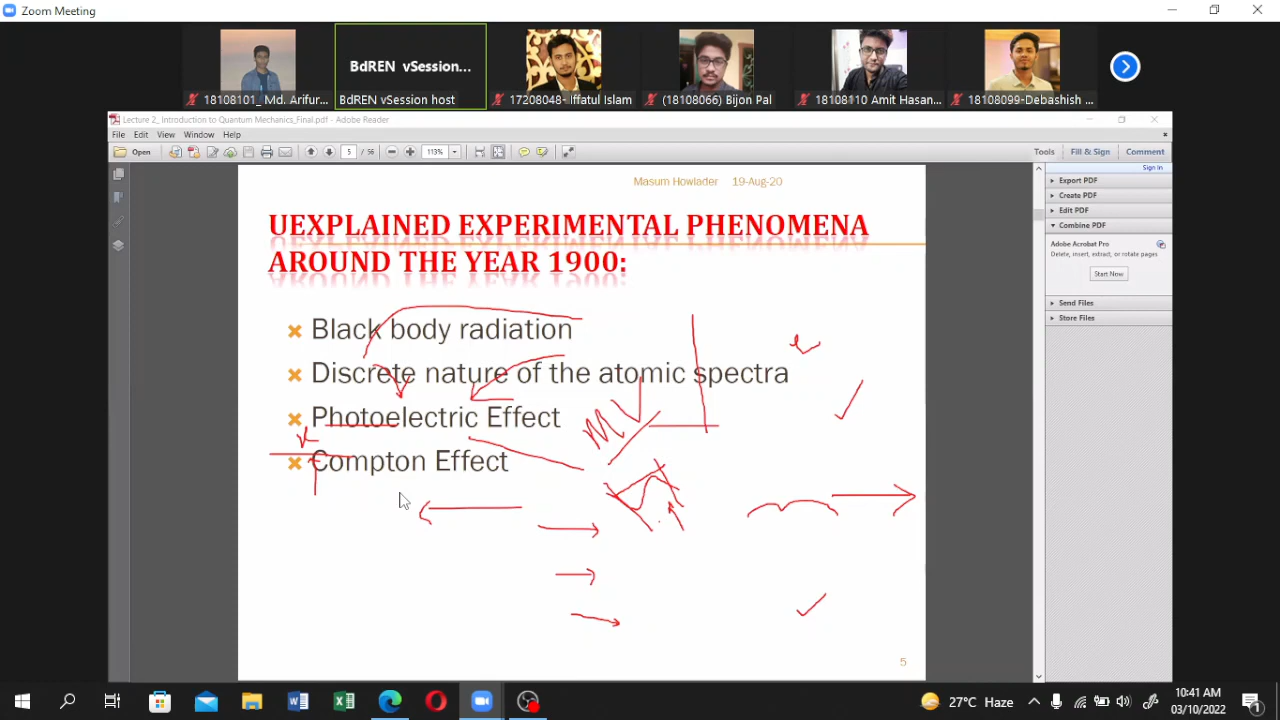 Zoom Meeting
BdREN vSession...
18108101_ Md. Arifur...
BdREN vSession host
17208048- Iffatul Islam
(18108066) Bijon Pal
18108110 Amit Hasan...
18108099-Debashish ...
Lecture 2_ Introduction to Quantum Mechanics_Final.pdf - Adobe Reader
File Edit View Window Help
Open 5 / 56 113% Tools Fill & Sign Comment
Sign In
Masum Howlader 19-Aug-20
UEXPLAINED EXPERIMENTAL PHENOMENA
AROUND THE YEAR 1900:
Black body radiation
Discrete nature of the atomic spectra
Photoelectric Effect
Compton Effect
MV
5
Export PDF
Create PDF
Edit PDF
Combine PDF
Adobe Acrobat Pro
Delete, insert, extract, or rotate pages
Start Now
Send Files
Store Files
27°C Haze
10:41 AM
03/10/2022
1